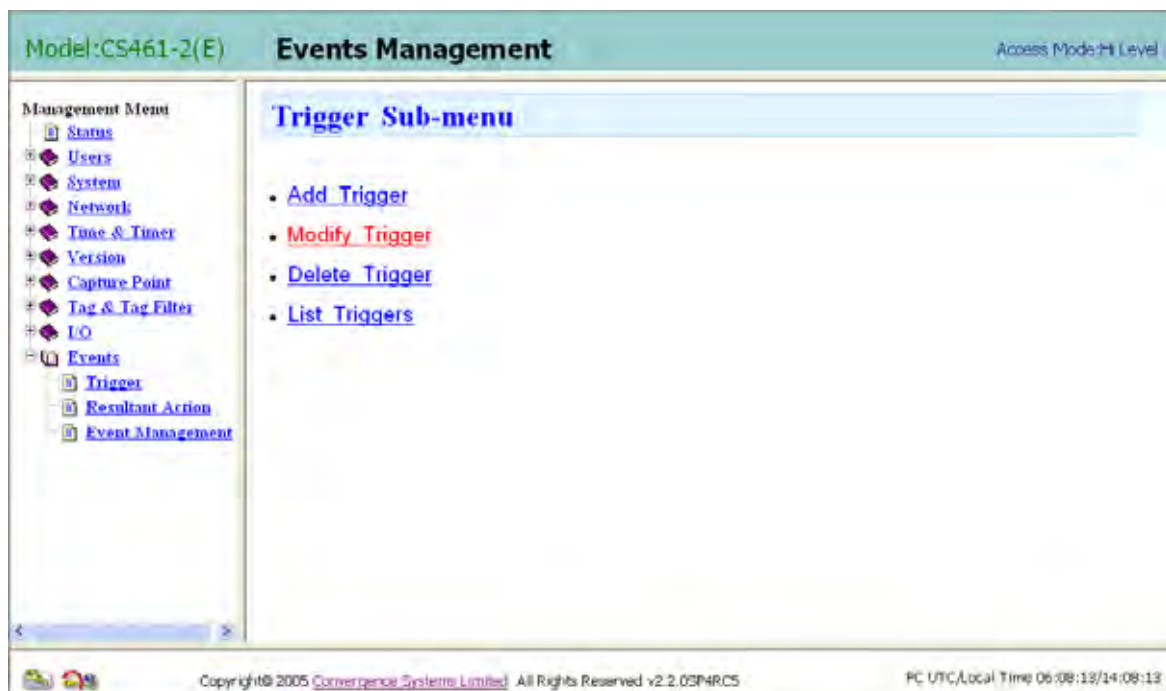 Model:CS461-2(E)
Events Management
Access Mode:Hi Level
Management Menu
Status
Users
System
Network
Time & Timer
Version
Capture Point
Tag & Tag Filter
I/O
Events
Trigger
Resultant Action
Event Management
Trigger Sub-menu
• Add Trigger
• Modify Trigger
• Delete Trigger
• List Triggers
Copyright© 2005 Convergence Systems Limited All Rights Reserved v2.2.03P4RC5
PC UTC/Local Time 06:08:13/14:08:13